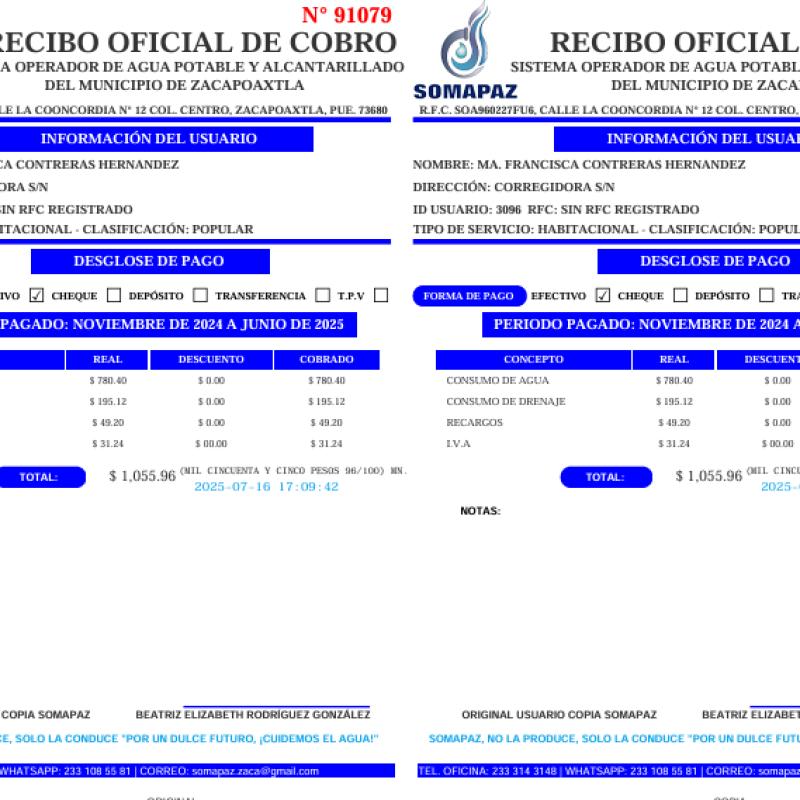 N° 91079
RECIBO OFICIAL DE COBRO
A OPERADOR DE AGUA POTABLE Y ALCANTARILLADO
DEL MUNICIPIO DE ZACAPOAXTLA
LE LA COONCORDIA N° 12 COL. CENTRO, ZACAPOAXTLA, PUE. 73680
INFORMACIÓN DEL USUARIO
CA CONTRERAS HERNANDEZ
ORA S/N
SIN RFC REGISTRADO
ITACIONAL - CLASIFICACIÓN: POPULAR
DESGLOSE DE PAGO
IVO ☑ CHEQUE ☐ DEPÓSITO ☐ TRANSFERENCIA ☐ T.P.V ☐
PAGADO: NOVIEMBRE DE 2024 A JUNIO DE 2025
REAL DESCUENTO COBRADO
$ 780.40 $ 0.00 $ 780.40
$ 195.12 $ 0.00 $ 195.12
$ 49.20 $ 0.00 $ 49.20
$ 31.24 $ 00.00 $ 31.24
TOTAL: $ 1,055.96 (MIL CINCUENTA Y CINCO PESOS 96/100) MN.
2025-07-16 17:09:42
COPIA SOMAPAZ BEATRIZ ELIZABETH RODRÍGUEZ GONZÁLEZ
CE, SOLO LA CONDUCE "POR UN DULCE FUTURO, ¡CUIDEMOS EL AGUA!"
WHATSAPP: 233 108 55 81 | CORREO: somapaz.zaca@gmail.com
ORIGINAL
SOMAPAZ
RECIBO OFICIAL
SISTEMA OPERADOR DE AGUA POTABL
DEL MUNICIPIO DE ZACA
R.F.C. SOA960227FU6, CALLE LA COONCORDIA N° 12 COL. CENTRO,
INFORMACIÓN DEL USUAR
NOMBRE: MA. FRANCISCA CONTRERAS HERNANDEZ
DIRECCIÓN: CORREGIDORA S/N
ID USUARIO: 3096 RFC: SIN RFC REGISTRADO
TIPO DE SERVICIO: HABITACIONAL - CLASIFICACIÓN: POPUL
DESGLOSE DE PAGO
FORMA DE PAGO EFECTIVO ☑ CHEQUE ☐ DEPÓSITO ☐ TRA
PERIODO PAGADO: NOVIEMBRE DE 2024 A
CONCEPTO REAL DESCUENT
CONSUMO DE AGUA $ 780.40 $ 0.00
CONSUMO DE DRENAJE $ 195.12 $ 0.00
RECARGOS $ 49.20 $ 0.00
I.V.A $ 31.24 $ 00.00
TOTAL: $ 1,055.96 (MIL CINCU
2025-
NOTAS:
ORIGINAL USUARIO COPIA SOMAPAZ BEATRIZ ELIZABET
SOMAPAZ, NO LA PRODUCE, SOLO LA CONDUCE "POR UN DULCE FUTU
TEL. OFICINA: 233 314 3148 | WHATSAPP: 233 108 55 81 | CORREO: somapaz
COPIA